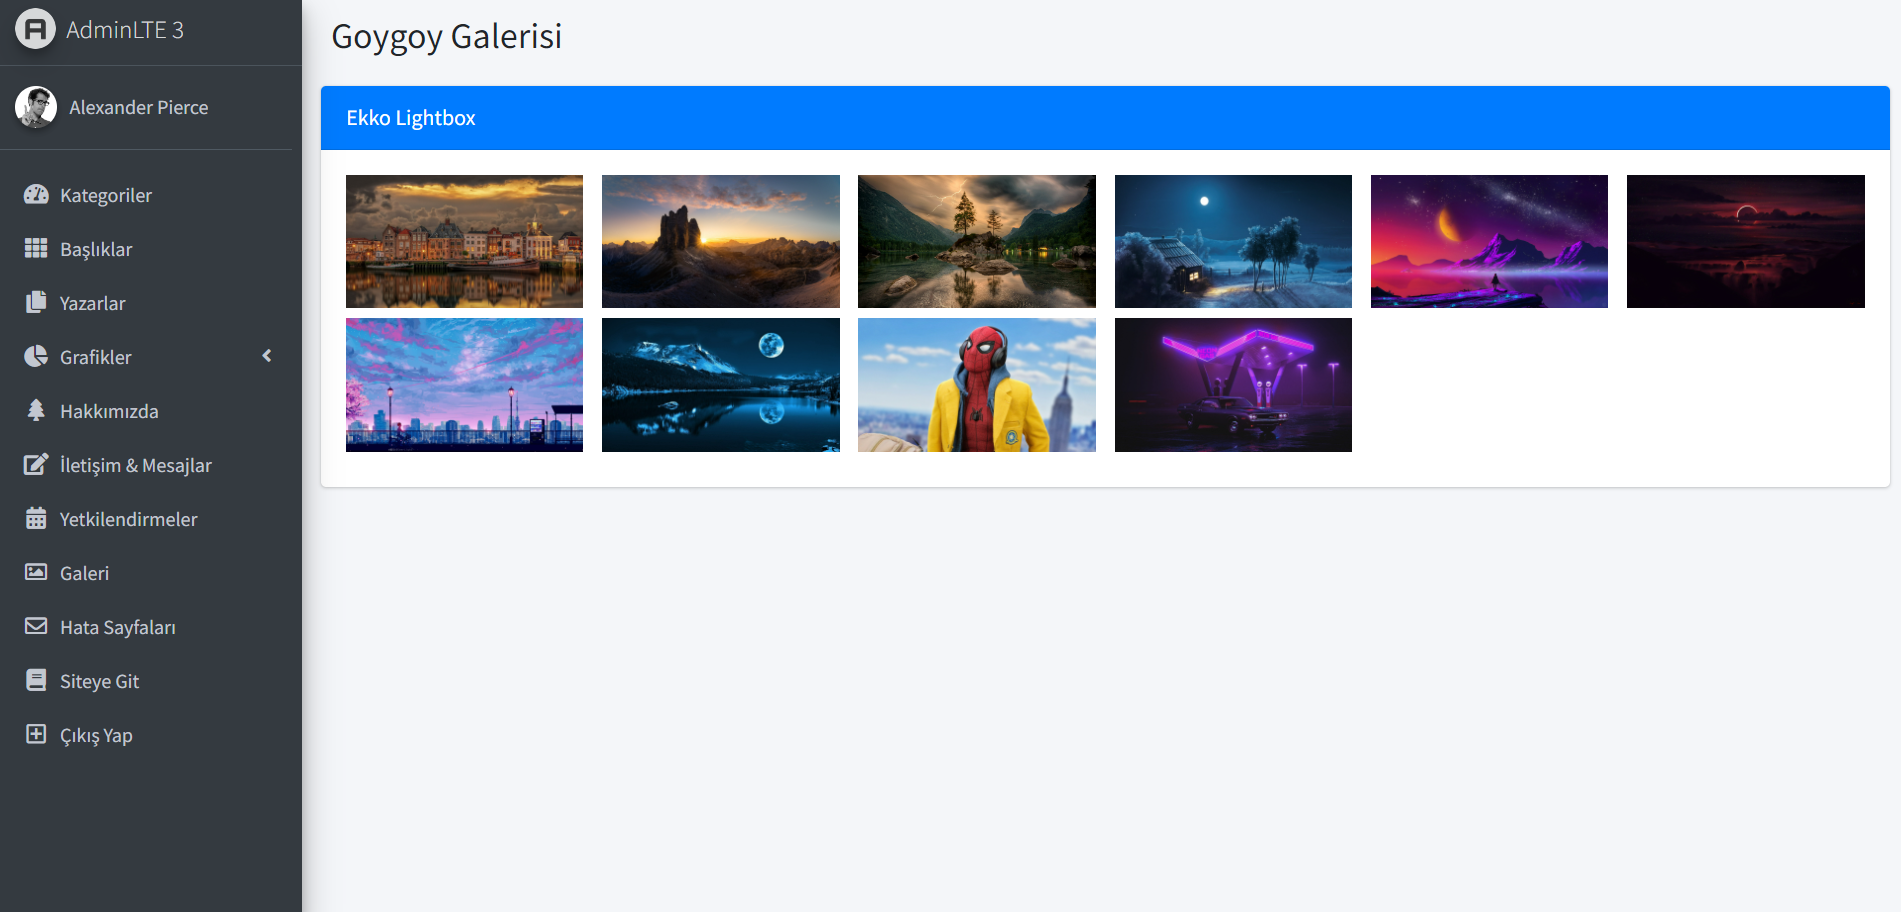 AdminLTE 3
Alexander Pierce
Kategoriler
Başlıklar
Yazarlar
Grafikler
Hakkımızda
İletişim & Mesajlar
Yetkilendirmeler
Galeri
Hata Sayfaları
Siteye Git
Çıkış Yap
Goygoy Galerisi
Ekko Lightbox